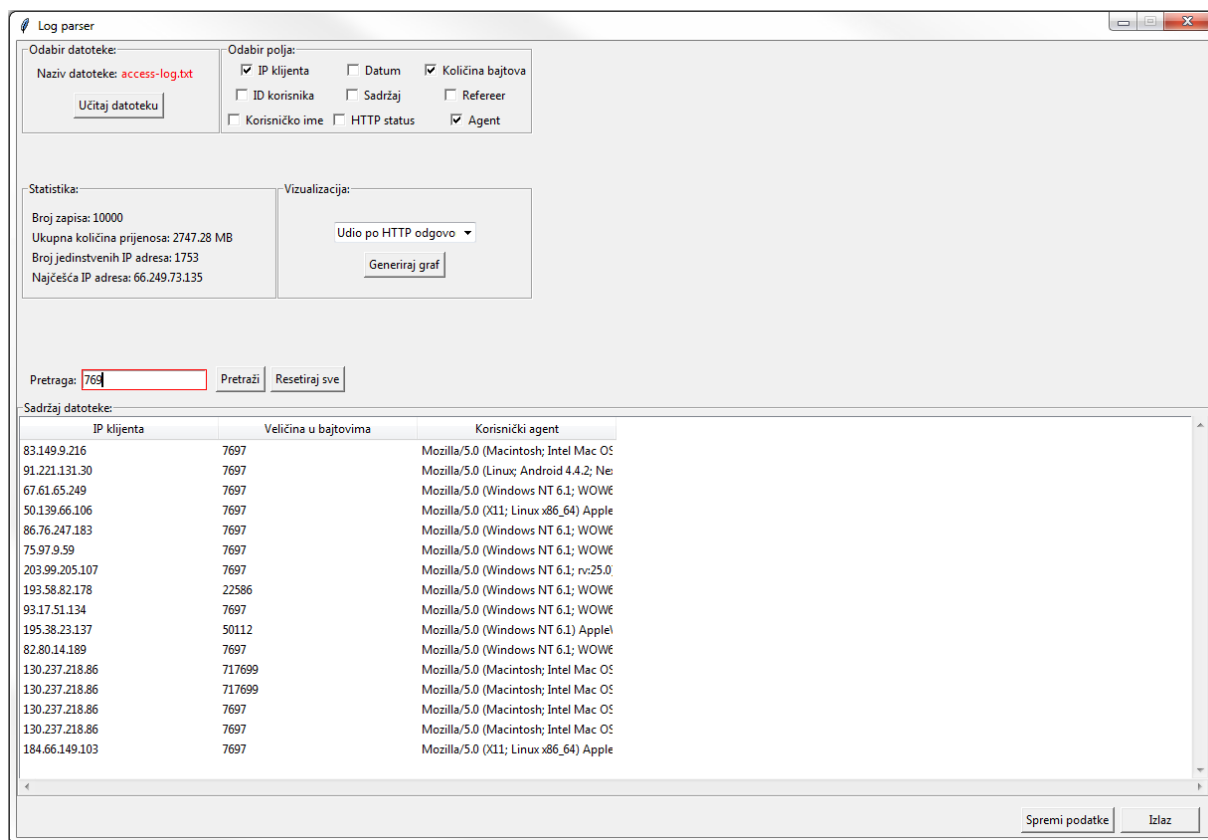 Log parser
Odabir datoteke:
Naziv datoteke: access-log.txt
Učitaj datoteku
Odabir polja:
IP klijenta Datum Količina bajtova
ID korisnika Sadržaj Refereer
Korisničko ime HTTP status Agent
Statistika:
Broj zapisa: 10000
Ukupna količina prijenosa: 2747.28 MB
Broj jedinstvenih IP adresa: 1753
Najčešća IP adresa: 66.249.73.135
Vizualizacija:
Udio po HTTP odgovo
Generiraj graf
Pretraga: 769 Pretraži Resetiraj sve
Sadržaj datoteke:
IP klijenta Veličina u bajtovima Korisnički agent
83.149.9.216 7697 Mozilla/5.0 (Macintosh; Intel Mac OS
91.221.131.30 7697 Mozilla/5.0 (Linux; Android 4.4.2; Ne
67.61.65.249 7697 Mozilla/5.0 (Windows NT 6.1; WOW6
50.139.66.106 7697 Mozilla/5.0 (X11; Linux x86_64) Apple
86.76.247.183 7697 Mozilla/5.0 (Windows NT 6.1; WOW6
75.97.9.59 7697 Mozilla/5.0 (Windows NT 6.1; WOW6
203.99.205.107 7697 Mozilla/5.0 (Windows NT 6.1; rv:25.0)
193.58.82.178 22586 Mozilla/5.0 (Windows NT 6.1; WOW6
93.17.51.134 7697 Mozilla/5.0 (Windows NT 6.1; WOW6
195.38.23.137 50112 Mozilla/5.0 (Windows NT 6.1) Apple
82.80.14.189 7697 Mozilla/5.0 (Windows NT 6.1; WOW6
130.237.218.86 717699 Mozilla/5.0 (Macintosh; Intel Mac OS
130.237.218.86 717699 Mozilla/5.0 (Macintosh; Intel Mac OS
130.237.218.86 7697 Mozilla/5.0 (Macintosh; Intel Mac OS
130.237.218.86 7697 Mozilla/5.0 (Macintosh; Intel Mac OS
184.66.149.103 7697 Mozilla/5.0 (X11; Linux x86_64) Apple
Spremi podatke Izlaz